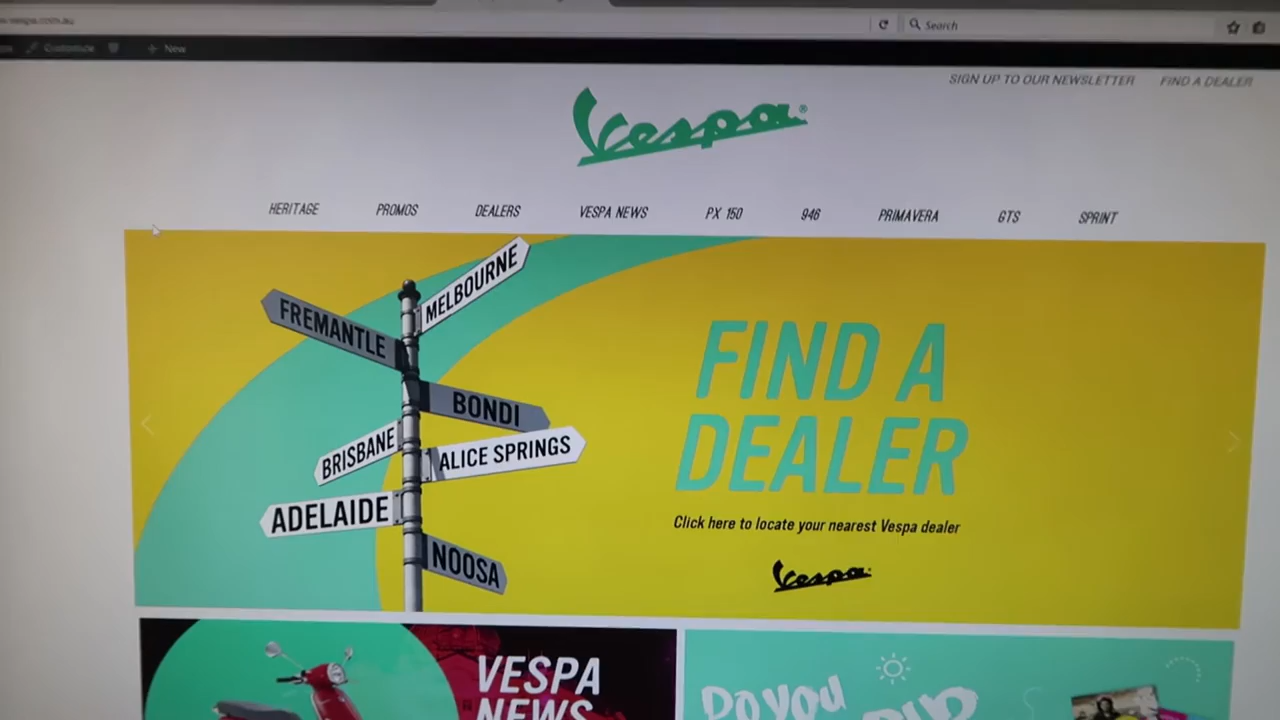 Search
Customize
New
SIGN UP TO OUR NEWSLETTER
FIND A DEALER
Vespa®
HERITAGE PROMOS DEALERS VESPA NEWS PX 150 946 PRIMAVERA GTS SPRINT
MELBOURNE
FREMANTLE
BONDI
BRISBANE
ALICE SPRINGS
ADELAIDE
NOOSA
FIND A
DEALER
Click here to locate your nearest Vespa dealer
Vespa
VESPA
NEWS
Do you